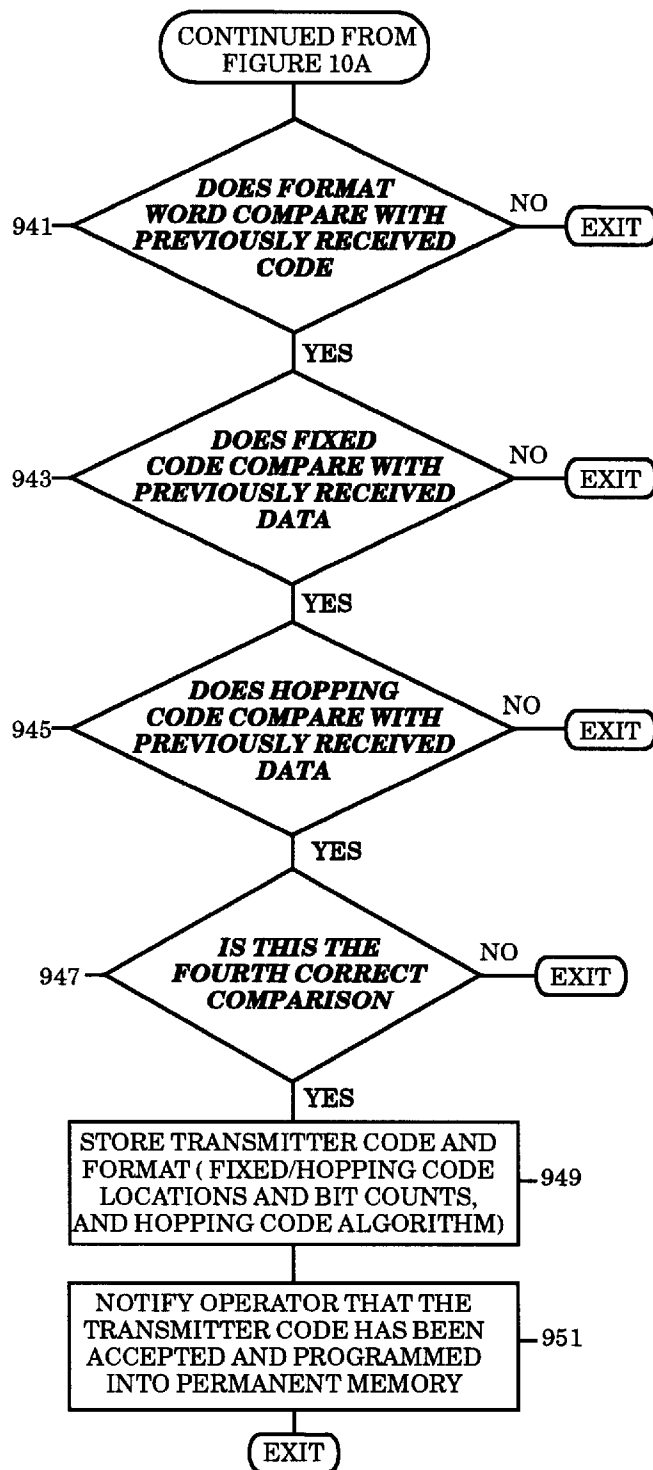 CONTINUED FROM
FIGURE 10A
DOES FORMAT
WORD COMPARE WITH
PREVIOUSLY RECEIVED
CODE
941
NO
EXIT
YES
DOES FIXED
CODE COMPARE WITH
PREVIOUSLY RECEIVED
DATA
943
NO
EXIT
YES
DOES HOPPING
CODE COMPARE WITH
PREVIOUSLY RECEIVED
DATA
945
NO
EXIT
YES
IS THIS THE
FOURTH CORRECT
COMPARISON
947
NO
EXIT
YES
STORE TRANSMITTER CODE AND
FORMAT ( FIXED/HOPPING CODE
LOCATIONS AND BIT COUNTS,
AND HOPPING CODE ALGORITHM)
949
NOTIFY OPERATOR THAT THE
TRANSMITTER CODE HAS BEEN
ACCEPTED AND PROGRAMMED
INTO PERMANENT MEMORY
951
EXIT